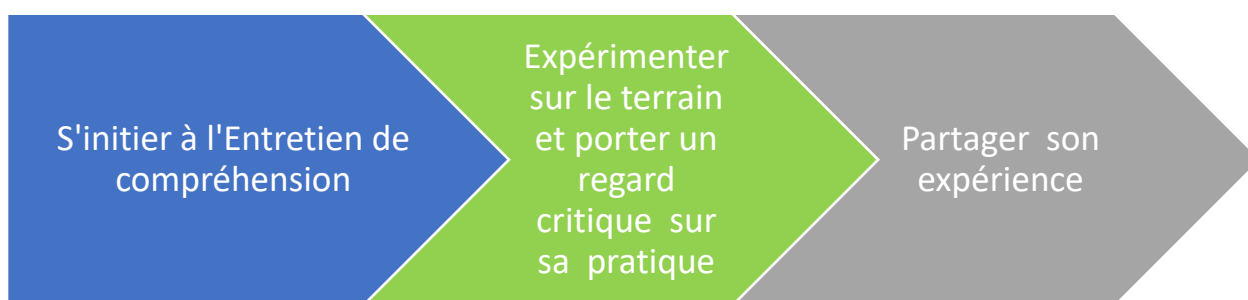 S'initier à l'Entretien de
compréhension
Expérimenter
sur le terrain
et porter un
regard
critique sur
sa pratique
Partager son
expérience